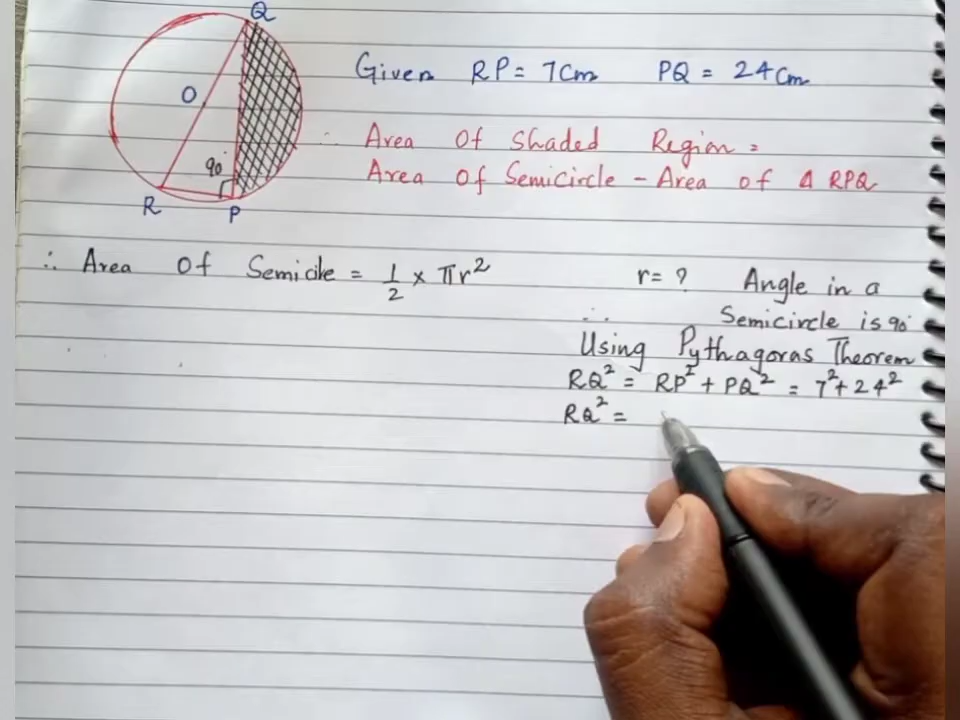 Q
Given RP = 7cm PQ = 24cm
O
∴ Area Of Shaded Region =
90°
Area Of Semicircle - Area of Δ RPQ
R
P
∴ Area Of Semicile = 1/2 × πr²
r = ? Angle in a
∴ Semicircle is 90°
Using Pythagoras Theorem
RQ² = RP² + PQ² = 7² + 24²
RQ² =